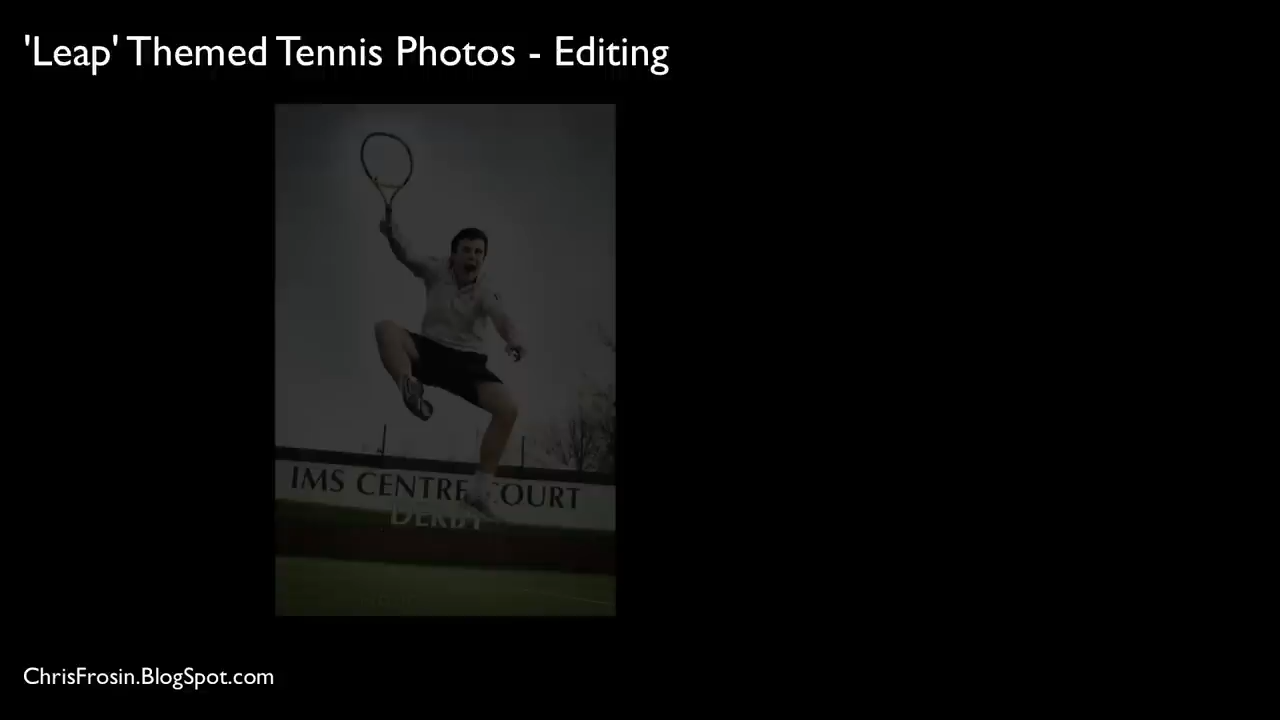 'Leap' Themed Tennis Photos - Editing
IMS CENTRE COURT
DERBY
ChrisFrosin.BlogSpot.com